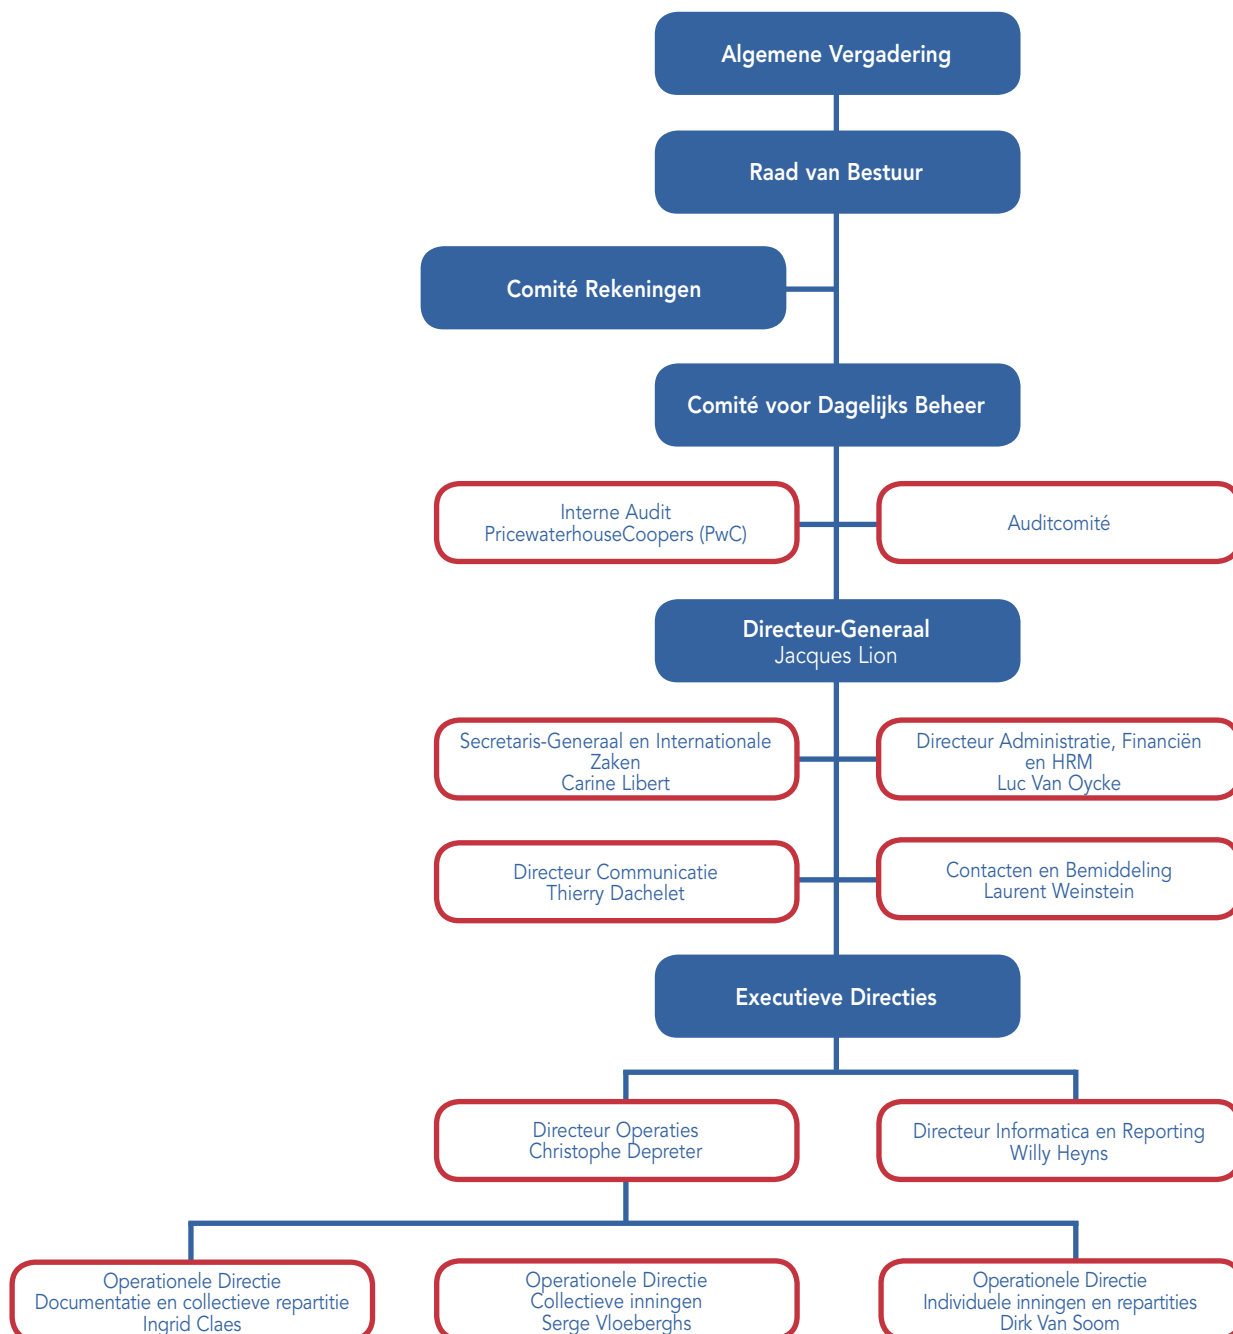 Algemene Vergadering
Raad van Bestuur
Comité Rekeningen
Comité voor Dagelijks Beheer
Interne Audit
PricewaterhouseCoopers (PwC)
Auditcomité
Directeur-Generaal
Jacques Lion
Secretaris-Generaal en Internationale
Zaken
Carine Libert
Directeur Administratie, Financiën
en HRM
Luc Van Oycke
Directeur Communicatie
Thierry Dachelet
Contacten en Bemiddeling
Laurent Weinstein
Executieve Directies
Directeur Operaties
Christophe Depreter
Directeur Informatica en Reporting
Willy Heyns
Operationele Directie
Documentatie en collectieve repartitie
Ingrid Claes
Operationele Directie
Collectieve inningen
Serge Vloeberghs
Operationele Directie
Individuele inningen en repartities
Dirk Van Soom